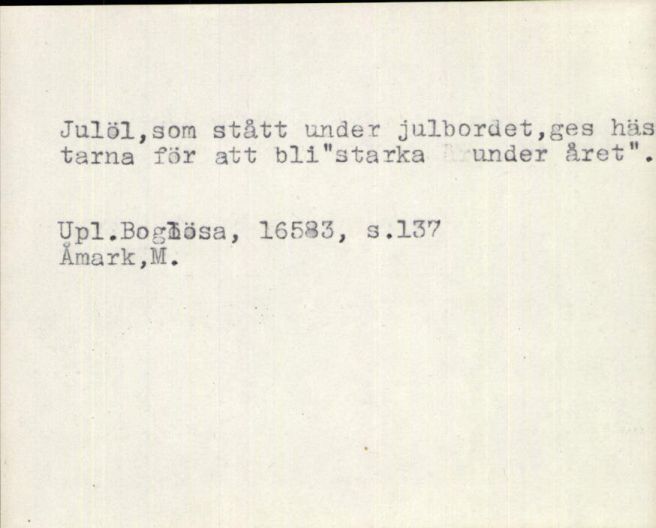 Julöl,som stått under julbordet,ges häs
tarna för att bli"starka under året".
Upl.Boglösa, 16583, s.137
Åmark,M.